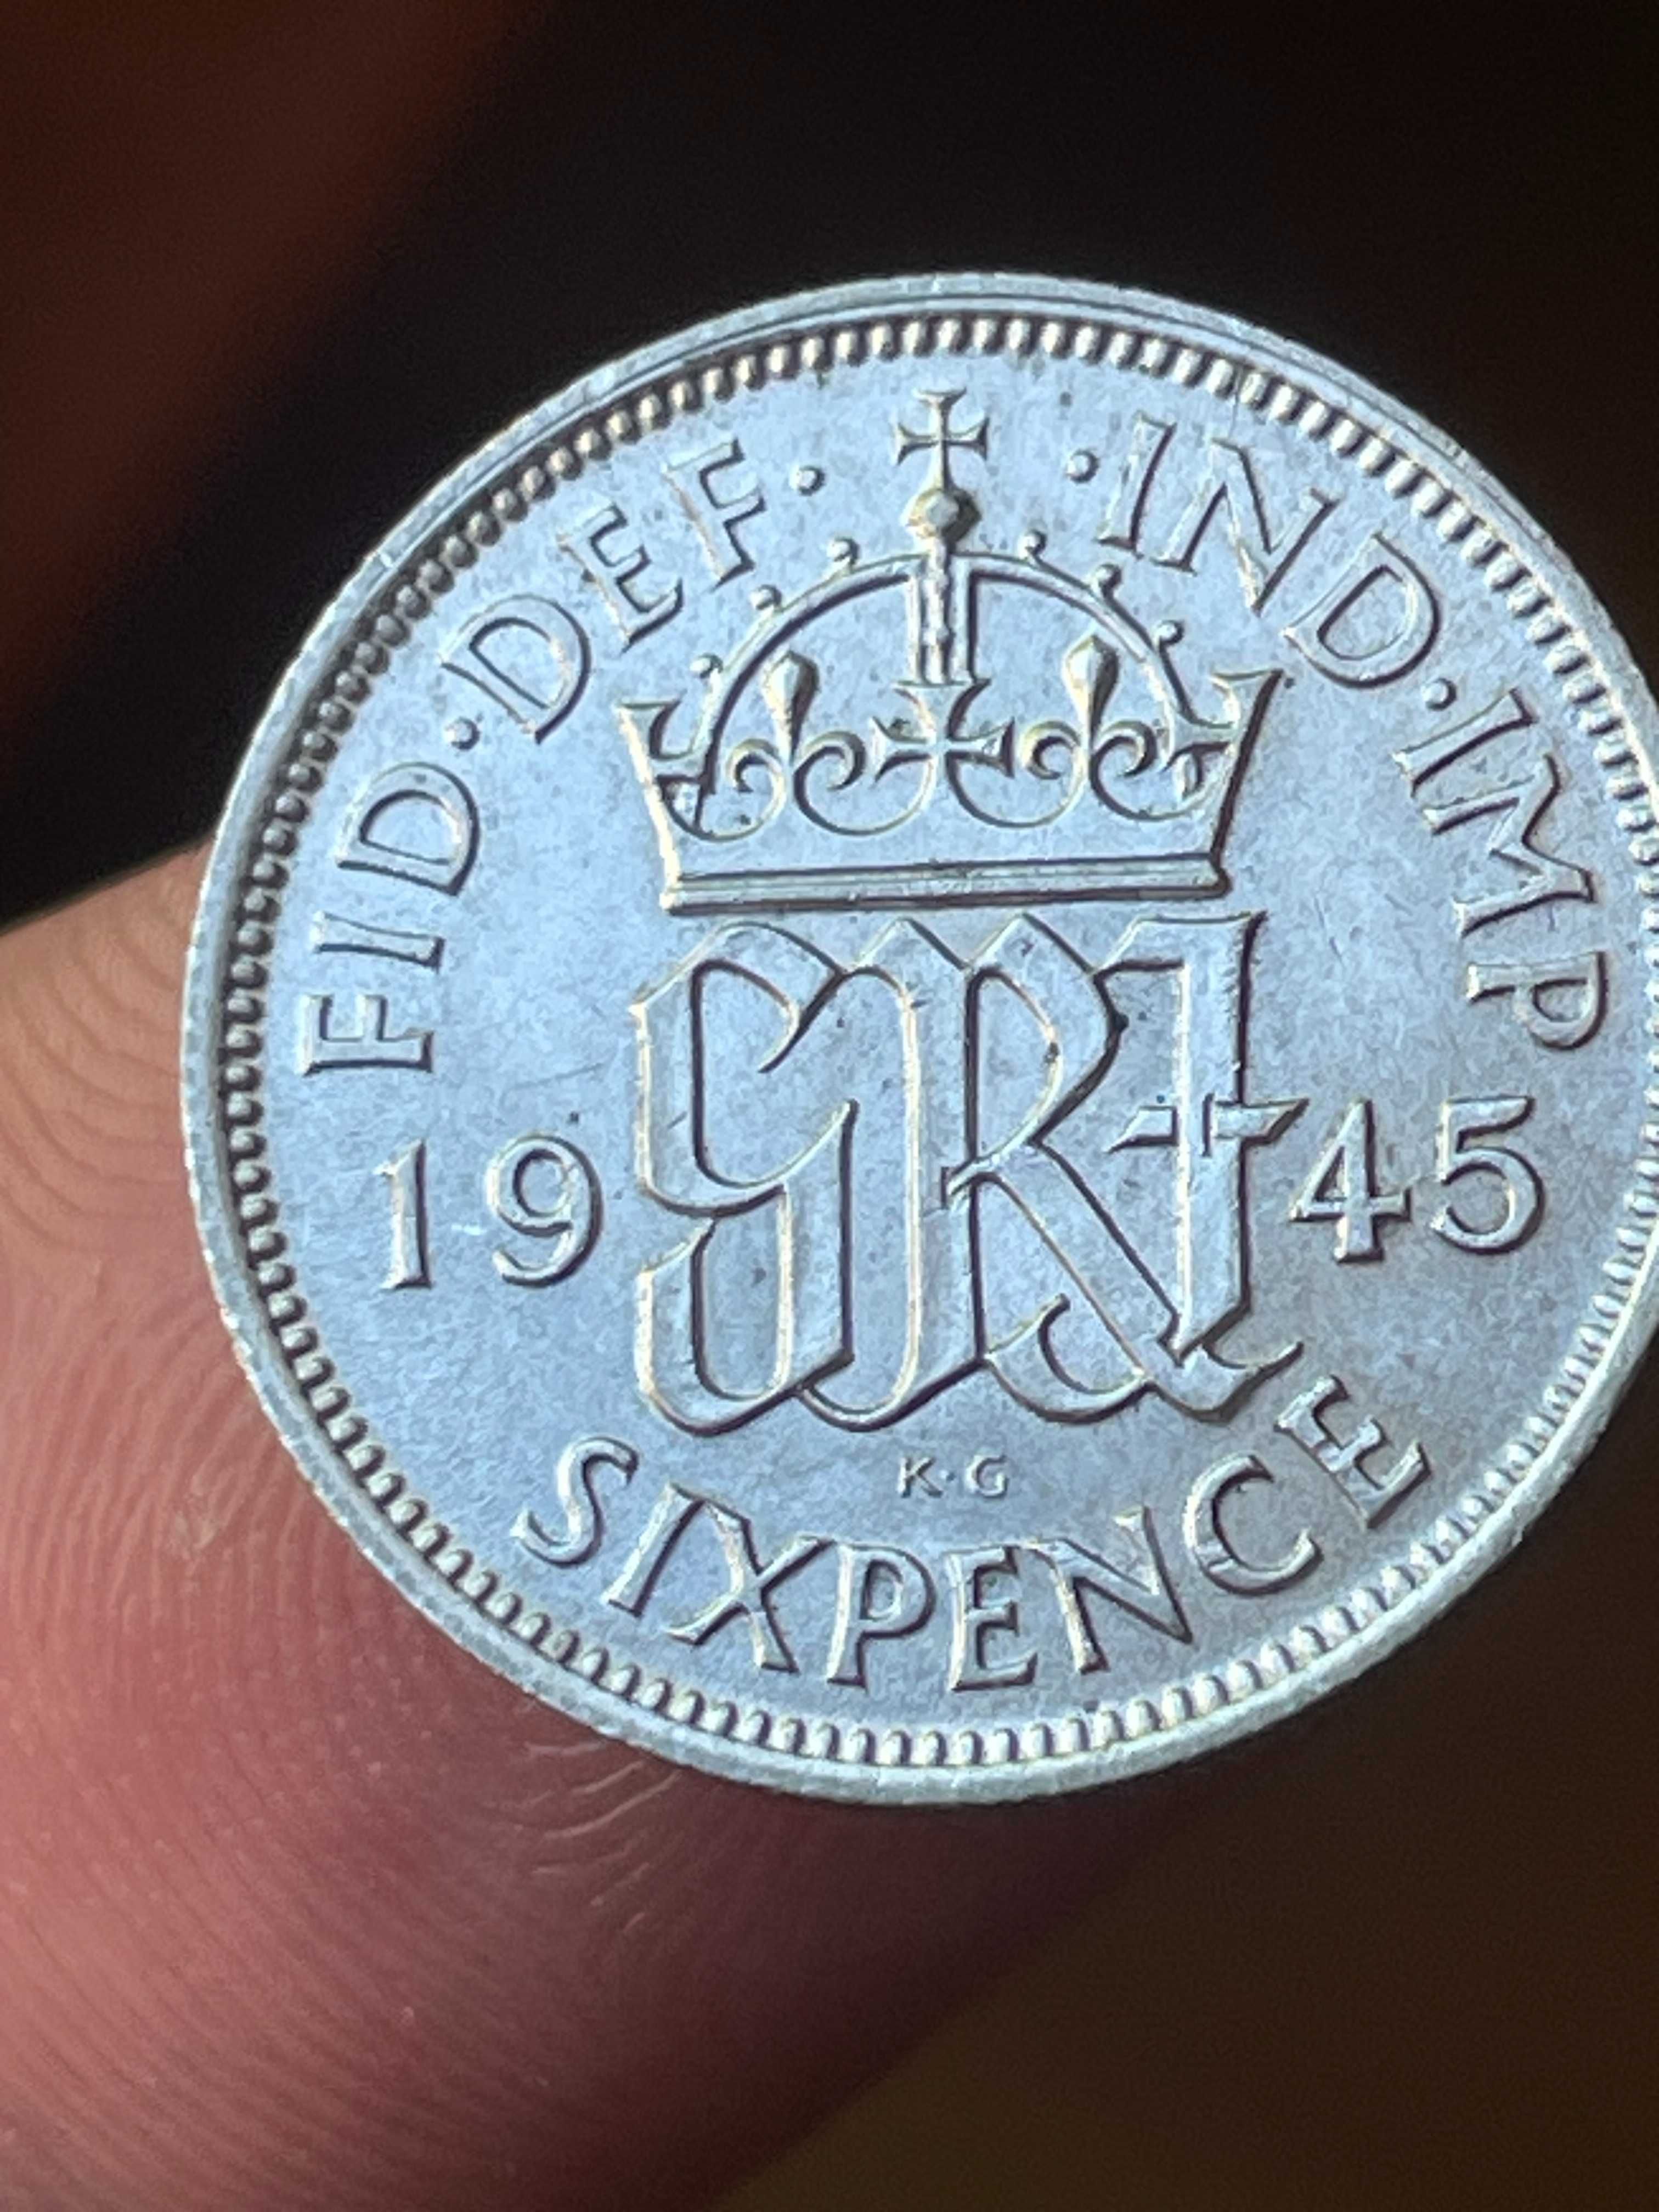 FID·DEF· ·IND·IMP
19 GRI 45
K·G
SIXPENCE